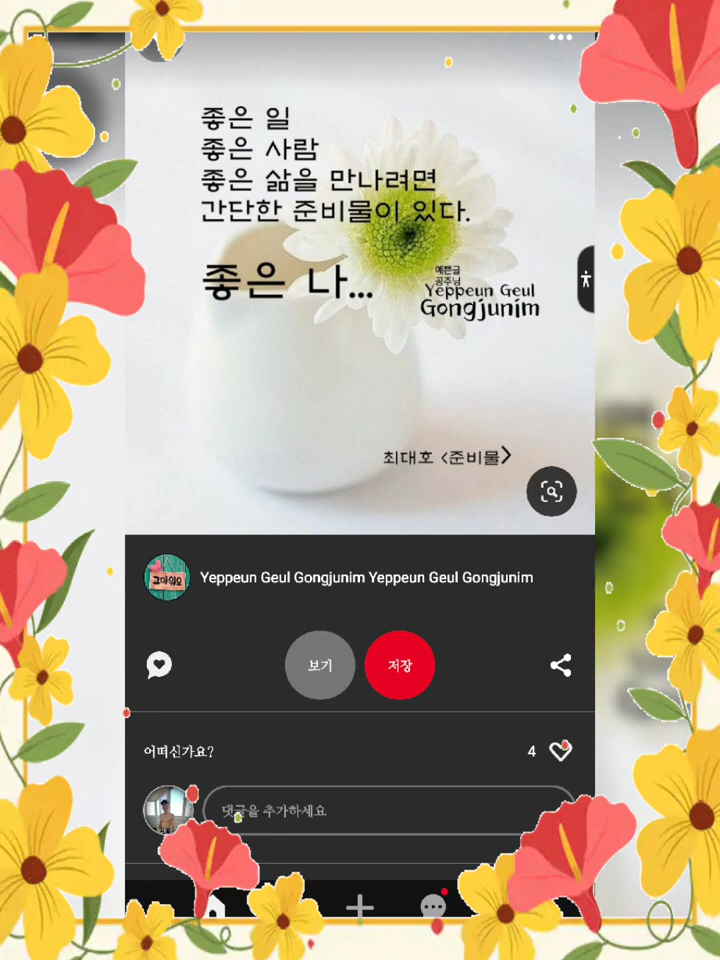 좋은 일
좋은 사람
좋은 삶을 만나려면
간단한 준비물이 있다.
좋은 나...
예쁜글
공주님
Yeppeun Geul
Gongjunim
최대호 <준비물>
고마워요
Yeppeun Geul Gongjunim Yeppeun Geul Gongjunim
보기
저장
어떠신가요?
4
댓글을 추가하세요